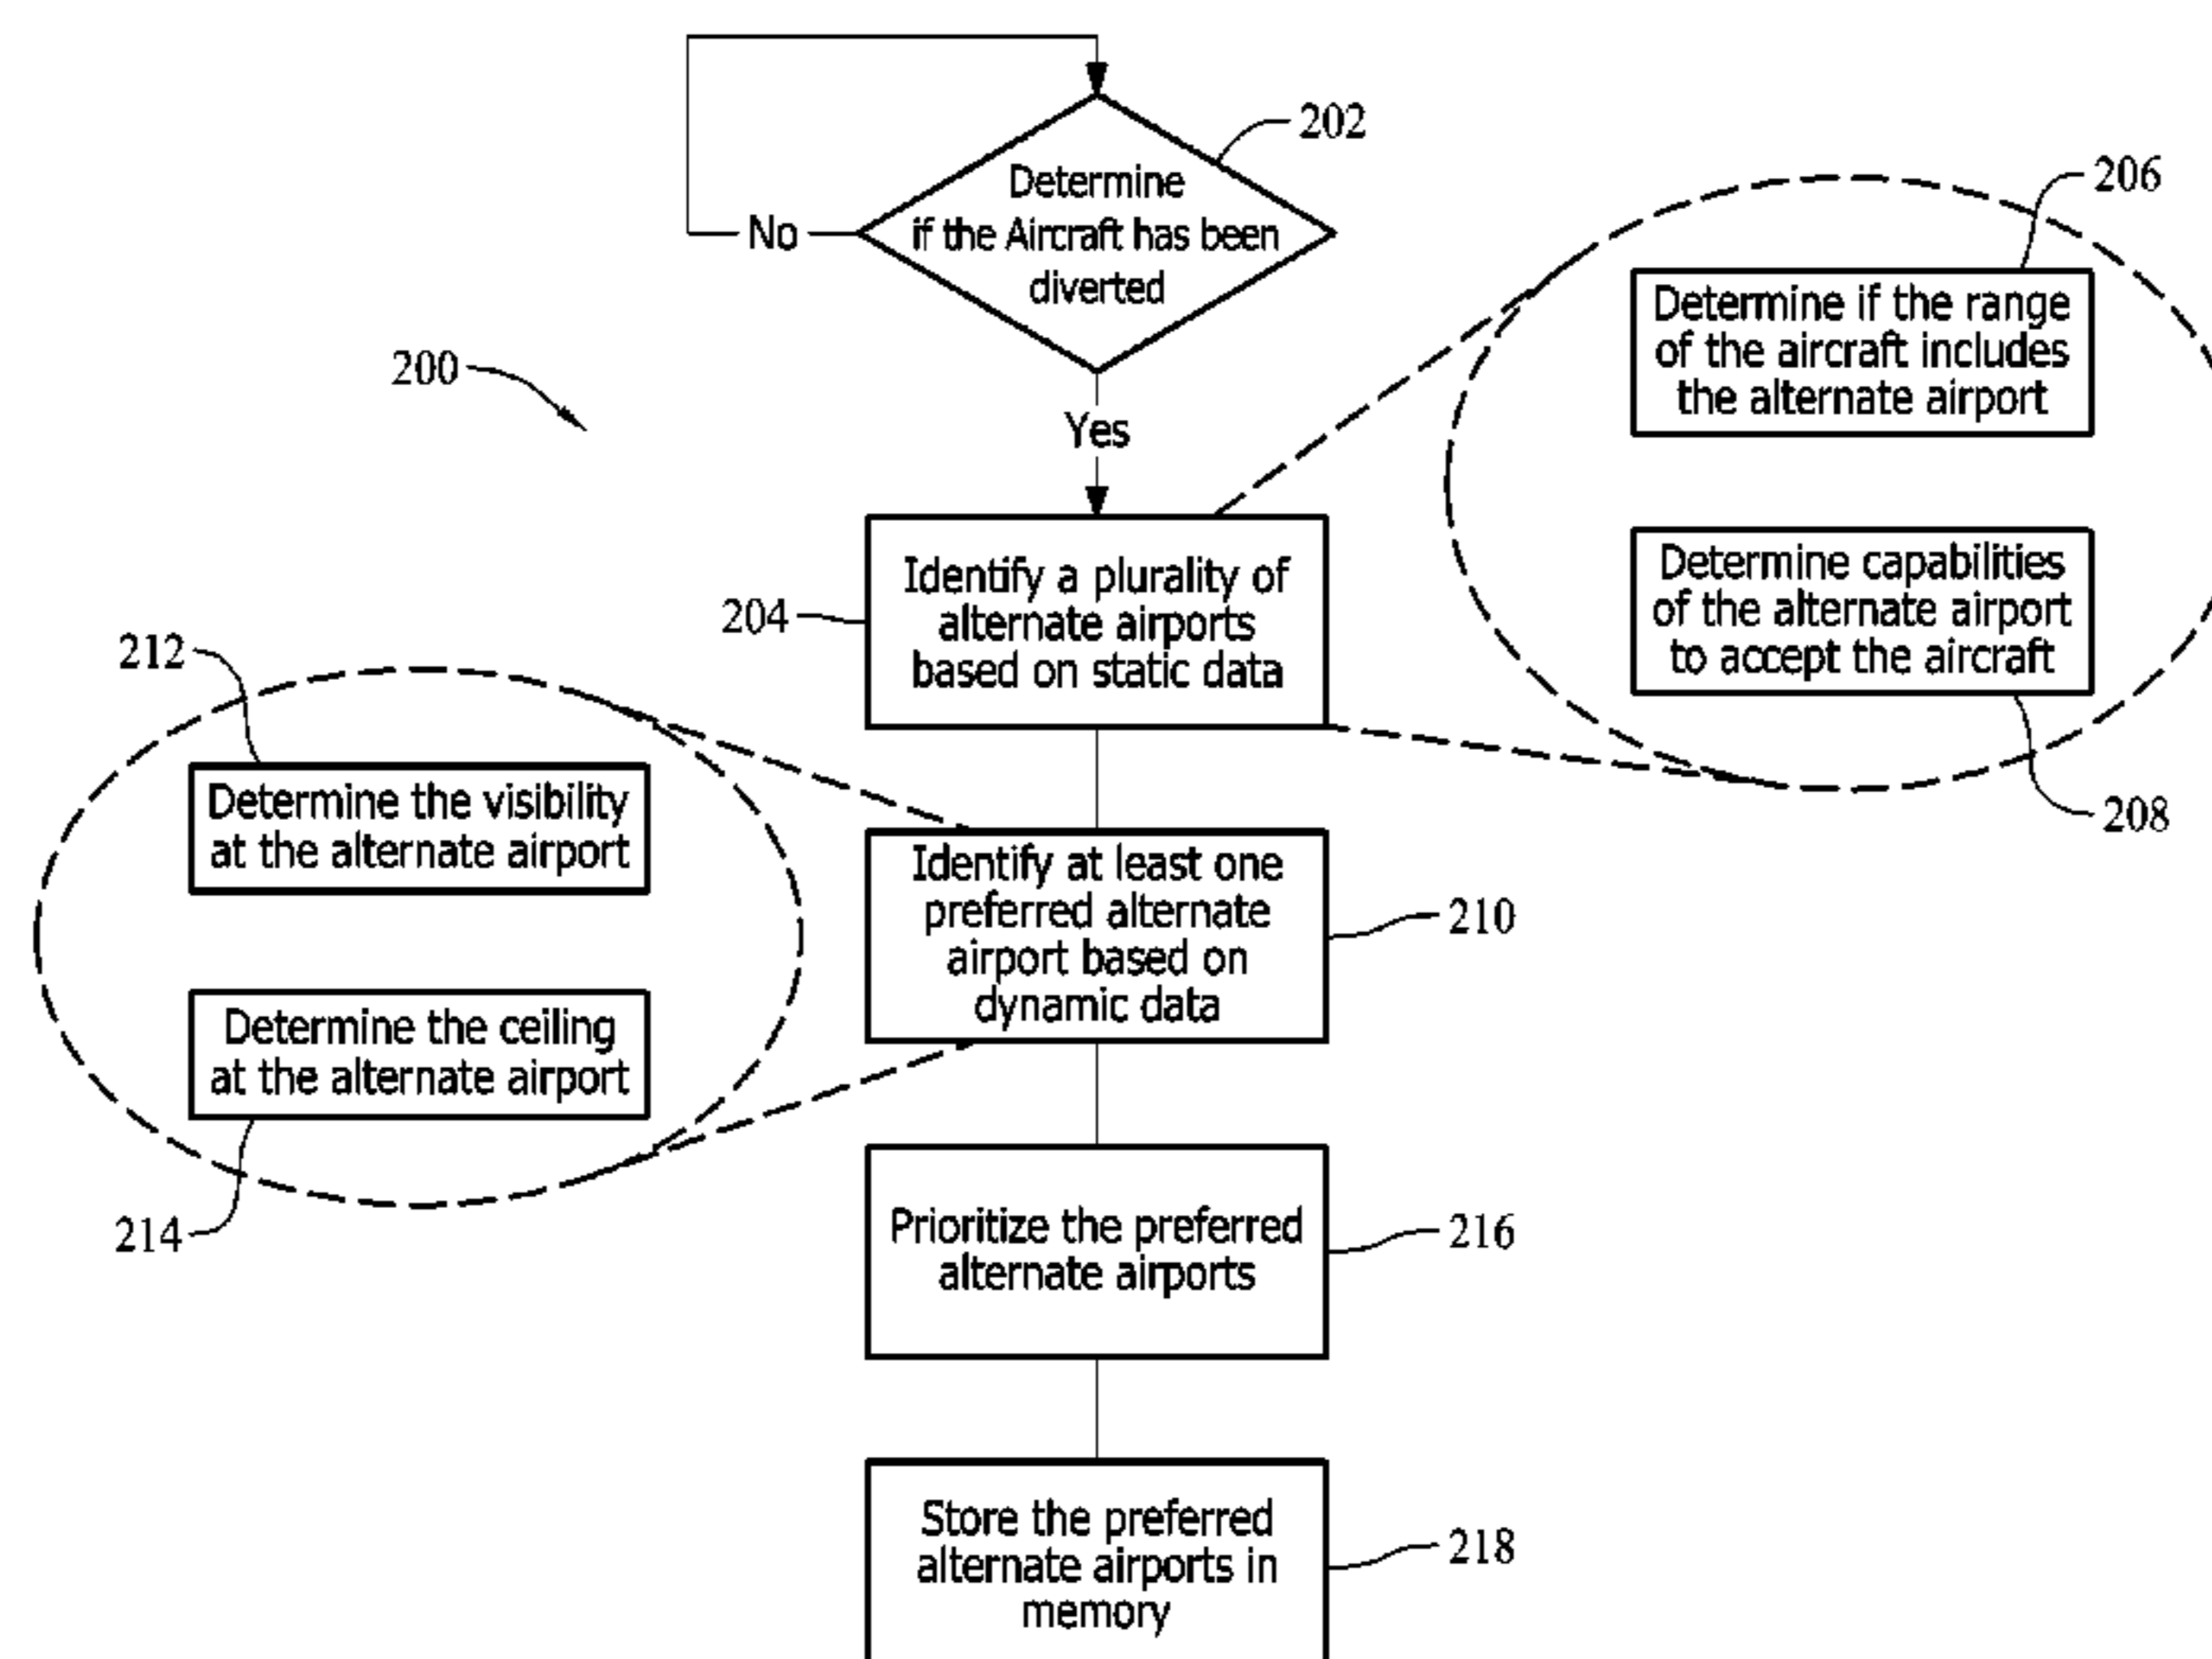 202
Determine
if the Aircraft has been
diverted
No
206
Determine if the range
of the aircraft includes
the alternate airport
200
Yes
Determine capabilities
of the alternate airport
to accept the aircraft
208
204
Identify a plurality of
alternate airports
based on static data
212
Determine the visibility
at the alternate airport
Identify at least one
preferred alternate
airport based on
dynamic data
210
Determine the ceiling
at the alternate airport
214
Prioritize the preferred
alternate airports
216
Store the preferred
alternate airports in
memory
218